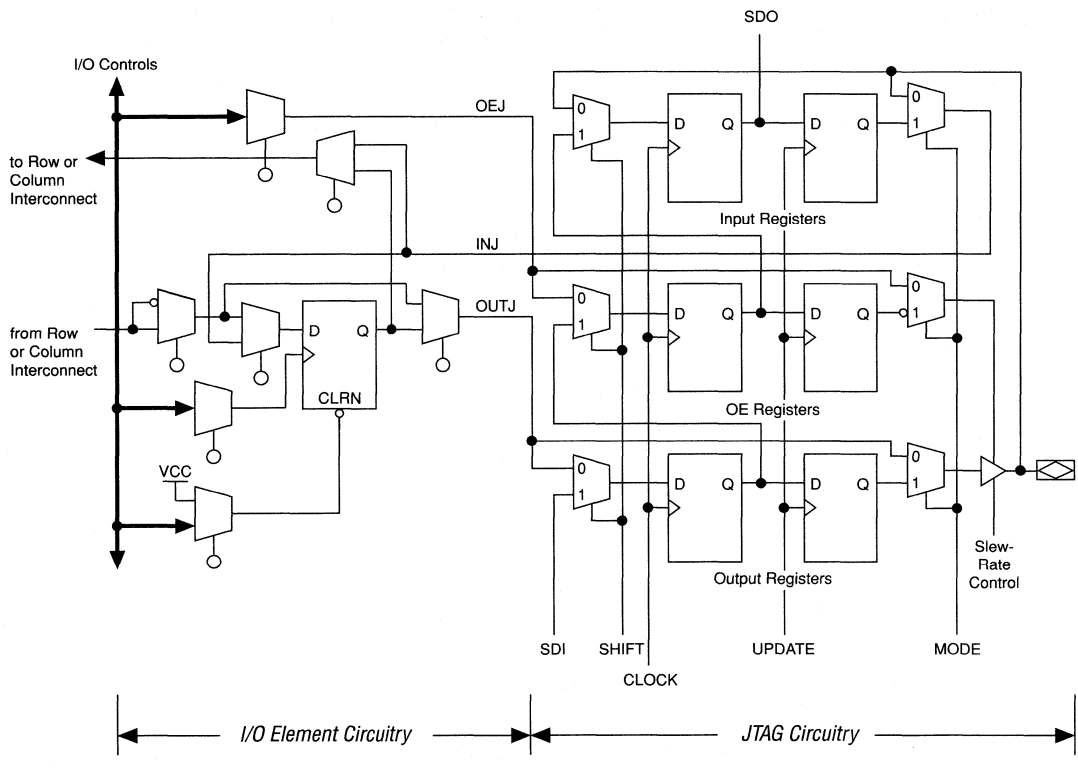 SDO
I/O Controls
OEJ
0
1
D Q
D Q
0
1
to Row or
Column
Interconnect
Input Registers
INJ
0
1
D Q
D Q
0
1
OUTJ
D Q
CLRN
from Row
or Column
Interconnect
OE Registers
VCC
0
1
D Q
D Q
0
1
Output Registers
Slew-
Rate
Control
SDI
SHIFT
CLOCK
UPDATE
MODE
I/O Element Circuitry
JTAG Circuitry